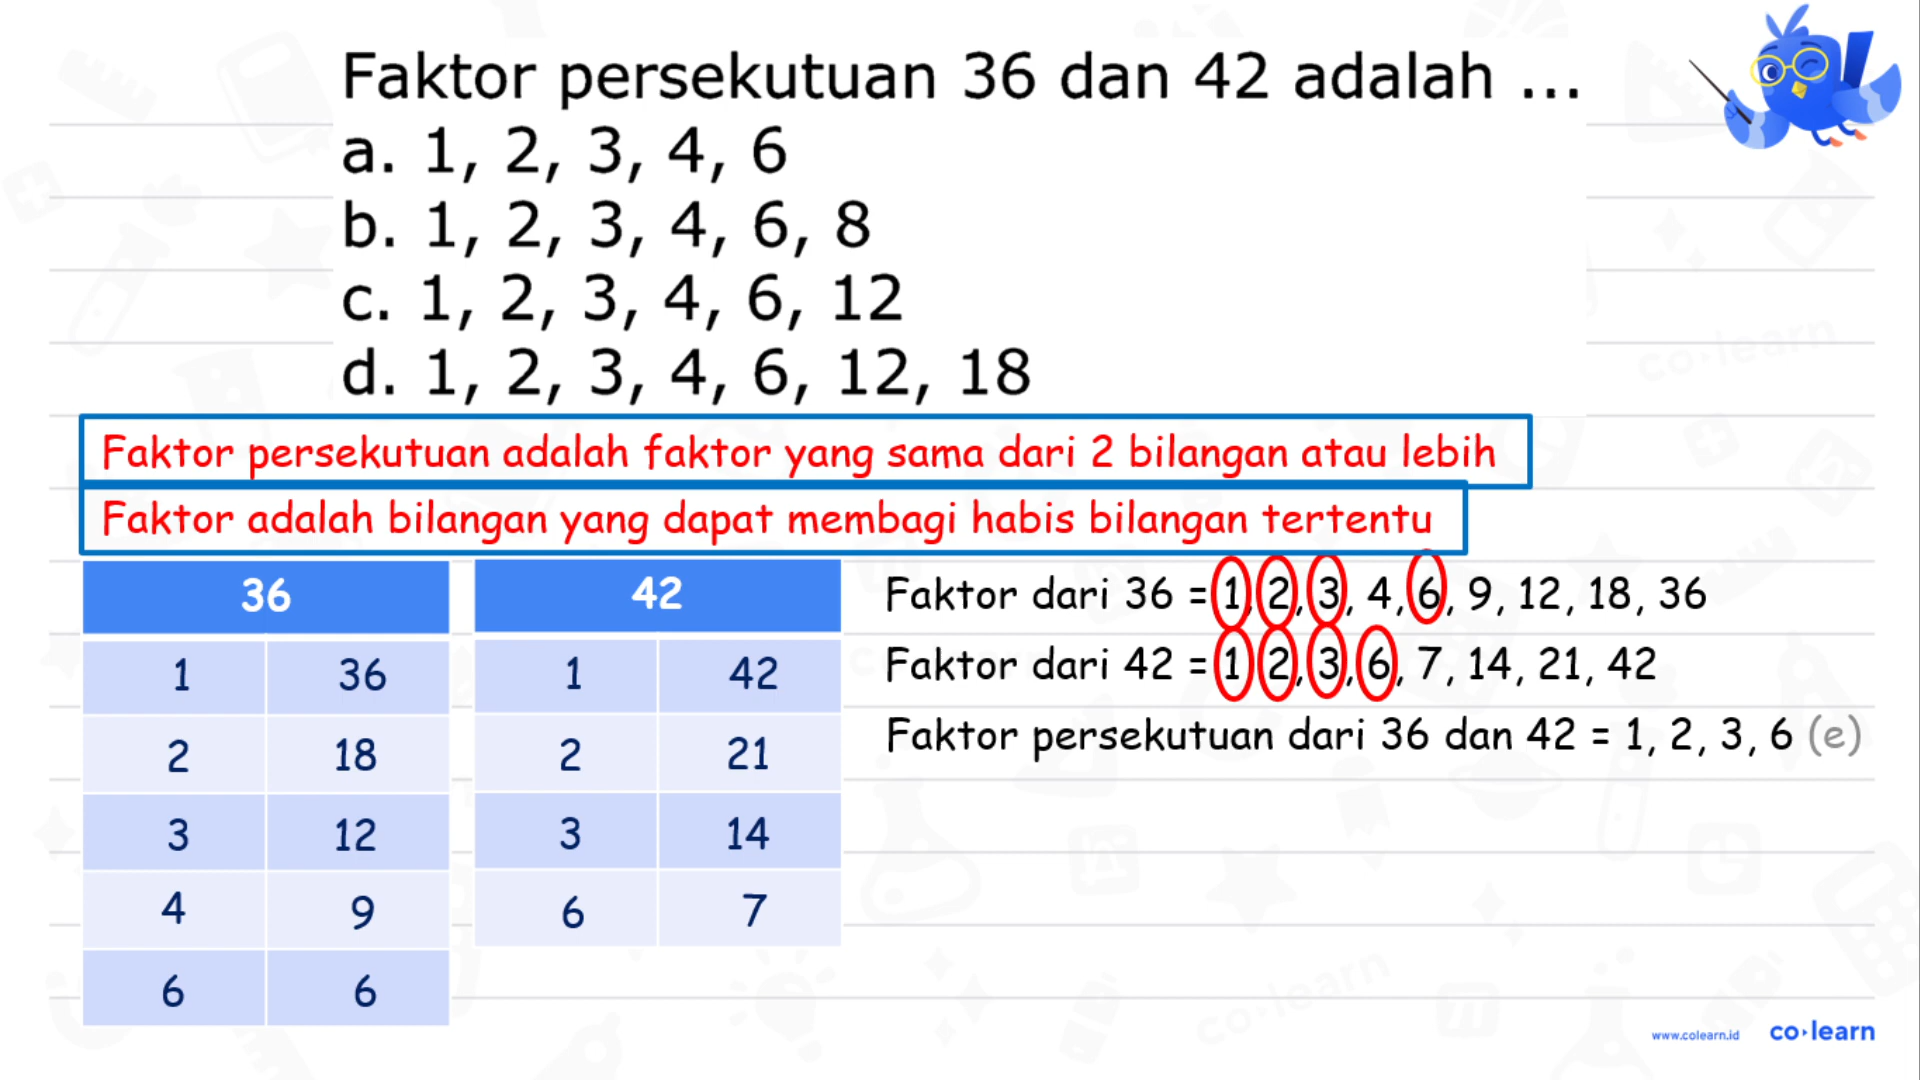 Faktor persekutuan 36 dan 42 adalah ...
a. 1, 2, 3, 4, 6
b. 1, 2, 3, 4, 6, 8
c. 1, 2, 3, 4, 6, 12
d. 1, 2, 3, 4, 6, 12, 18
Faktor persekutuan adalah faktor yang sama dari 2 bilangan atau lebih
Faktor adalah bilangan yang dapat membagi habis bilangan tertentu
36
1 36
2 18
3 12
4 9
6 6
42
1 42
2 21
3 14
6 7
Faktor dari 36 = 1, 2, 3, 4, 6, 9, 12, 18, 36
Faktor dari 42 = 1 2, 3, 6, 7, 14, 21, 42
Faktor persekutuan dari 36 dan 42 = 1, 2, 3, 6 (e)
co·learn
co·learn
www.colearn.id co·learn